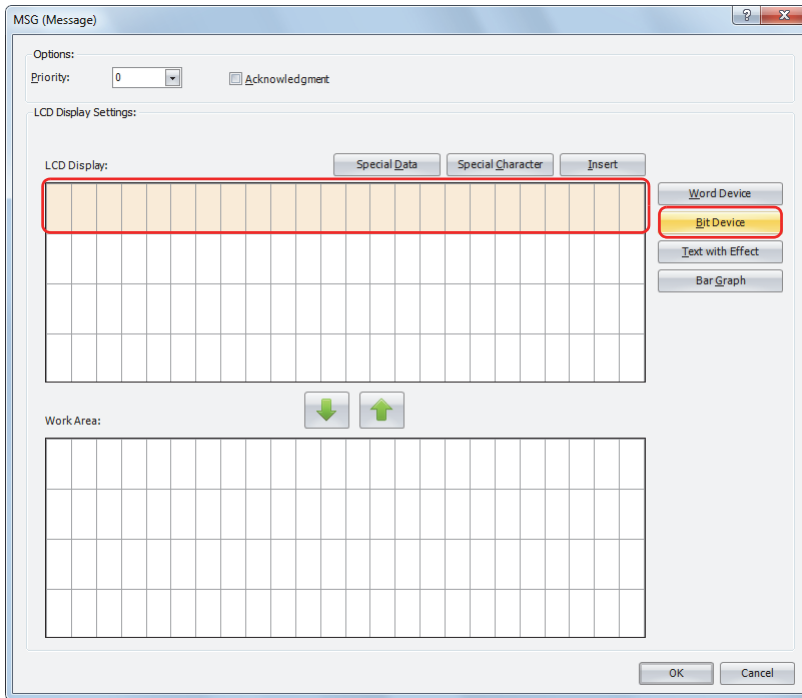 MSG (Message)
Options:
Priority: 0 Acknowledgment
LCD Display Settings:
LCD Display: Special Data Special Character Insert
Word Device
Bit Device
Text with Effect
Bar Graph
Work Area:
OK Cancel